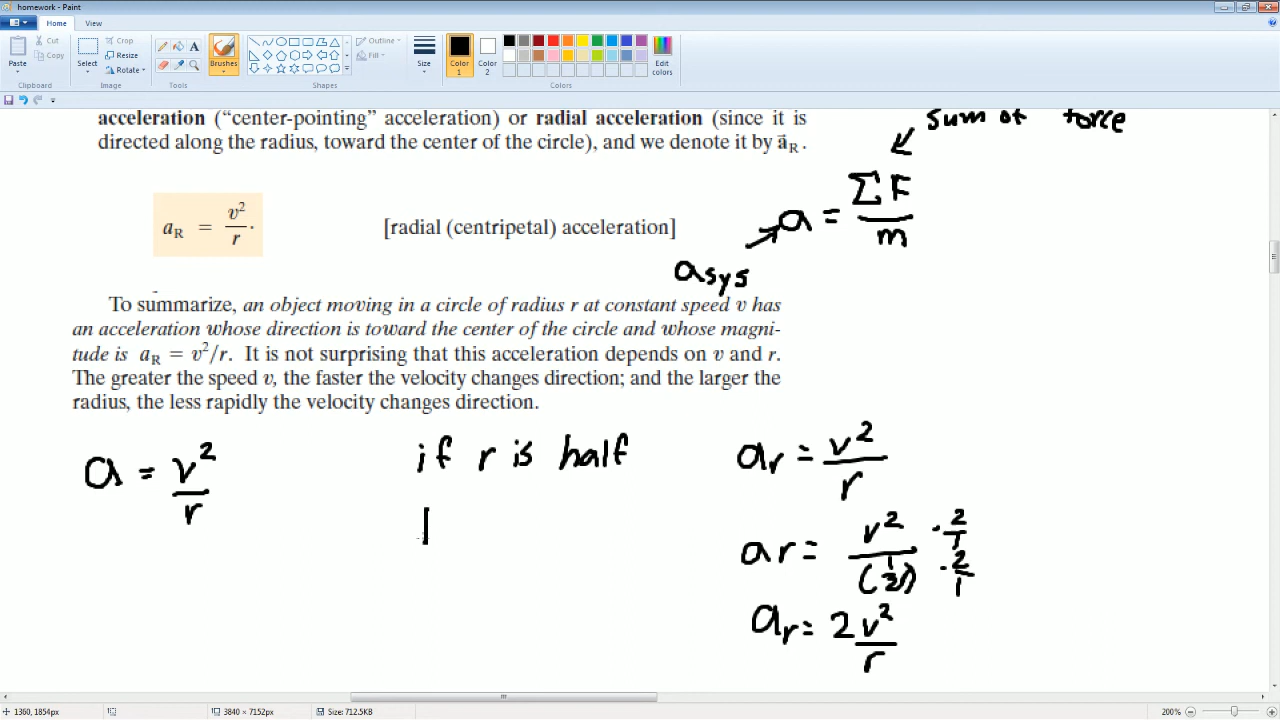 homework - Paint
Home View
Paste
Cut
Copy
Clipboard
Select
Crop
Resize
Rotate
Image
A
Tools
Brushes
Outline
Fill
Shapes
Size
Color 1
Color 2
Edit colors
Colors
acceleration (“center-pointing” acceleration) or radial acceleration (since it is
directed along the radius, toward the center of the circle), and we denote it by a⃗R.
sum of force
aR = v²/r. [radial (centripetal) acceleration]
a = ΣF/m
asys
To summarize, an object moving in a circle of radius r at constant speed v has
an acceleration whose direction is toward the center of the circle and whose magni-
tude is aR = v²/r. It is not surprising that this acceleration depends on v and r.
The greater the speed v, the faster the velocity changes direction; and the larger the
radius, the less rapidly the velocity changes direction.
a = v²/r
if r is half
ar = v²/r
ar = v²/(½r) · 2/1 · 2/1
ar = 2v²/r
1360, 1854px
3840 × 7152px
Size: 712.5KB
200%